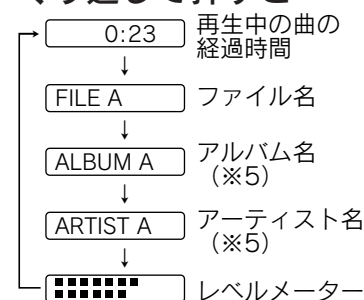 くり返して押すと
0:23 再生中の曲の
経過時間
FILE A ファイル名
ALBUM A アルバム名
（※5）
ARTIST A アーティスト名
（※5）
レベルメーター